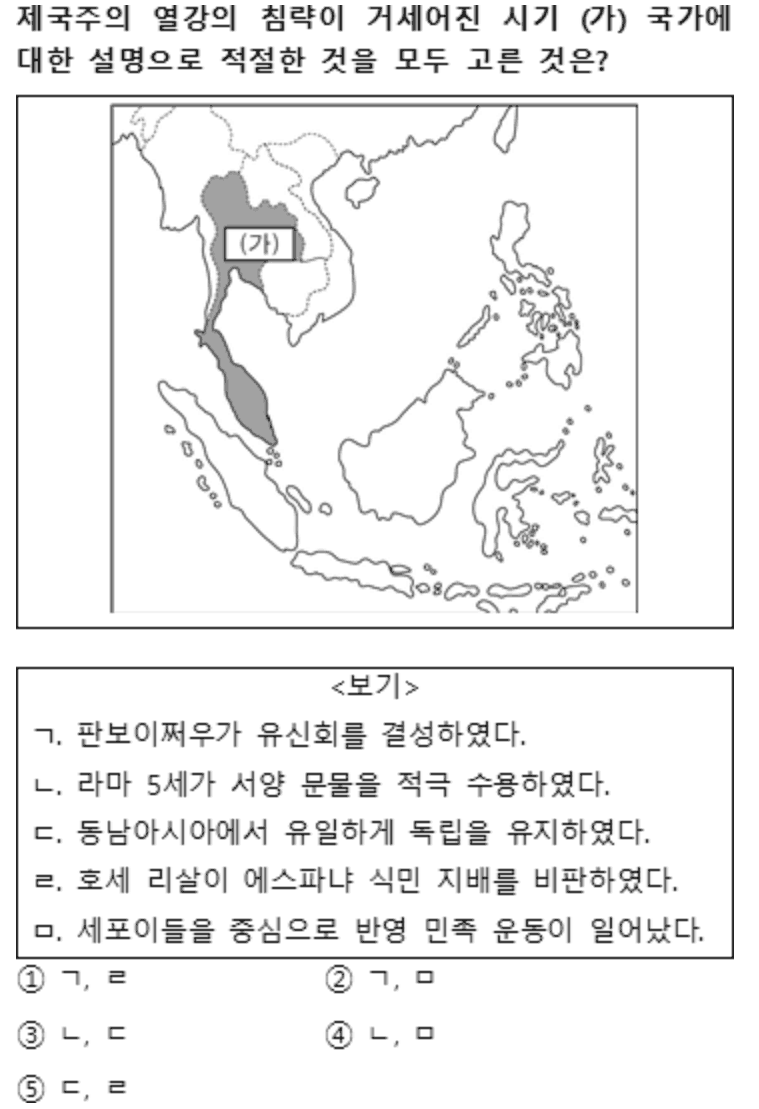 제국주의 열강의 침략이 거세어진 시기 (가) 국가에
대한 설명으로 적절한 것을 모두 고른 것은?
(가)
<보기>
ㄱ. 판보이쩌우가 유신회를 결성하였다.
ㄴ. 라마 5세가 서양 문물을 적극 수용하였다.
ㄷ. 동남아시아에서 유일하게 독립을 유지하였다.
ㄹ. 호세 리살이 에스파냐 식민 지배를 비판하였다.
ㅁ. 세포이들을 중심으로 반영 민족 운동이 일어났다.
① ㄱ, ㄹ ② ㄱ, ㅁ
③ ㄴ, ㄷ ④ ㄴ, ㅁ
⑤ ㄷ, ㄹ